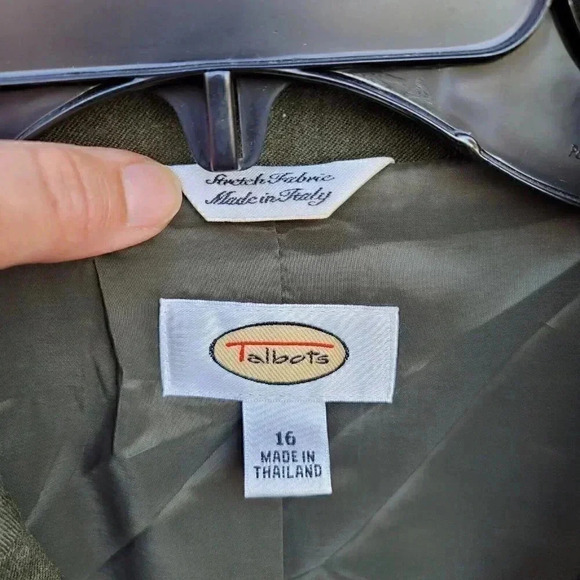 Stretch Fabric
Made in Italy
Talbots
16
MADE IN
THAILAND